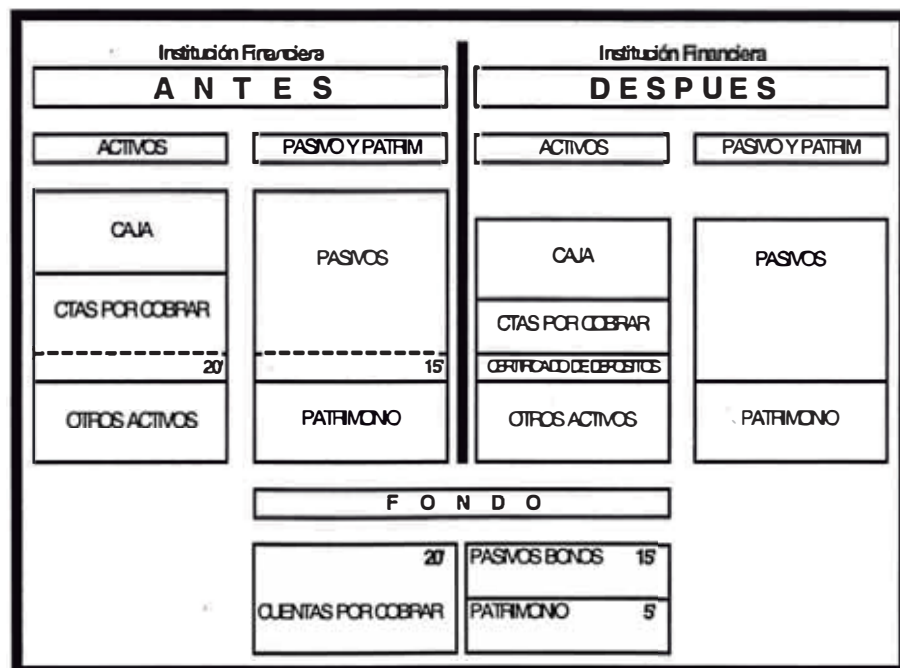 Institución Financiera
ANTES
ACTIVOS
PASIVO Y PATRIM
CAJA
CTAS POR COBRAR
20'
OTROS ACTIVOS
PASIVOS
15'
PATRIMONIO
Institución Financiera
DESPUES
ACTIVOS
PASIVO Y PATRIM
CAJA
CTAS POR COBRAR
CERTIFICADO DE DEPOSITOS
OTROS ACTIVOS
PASIVOS
PATRIMONIO
FONDO
20'
CUENTAS POR COBRAR
PASIVOS BONOS 15'
PATRIMONIO 5'